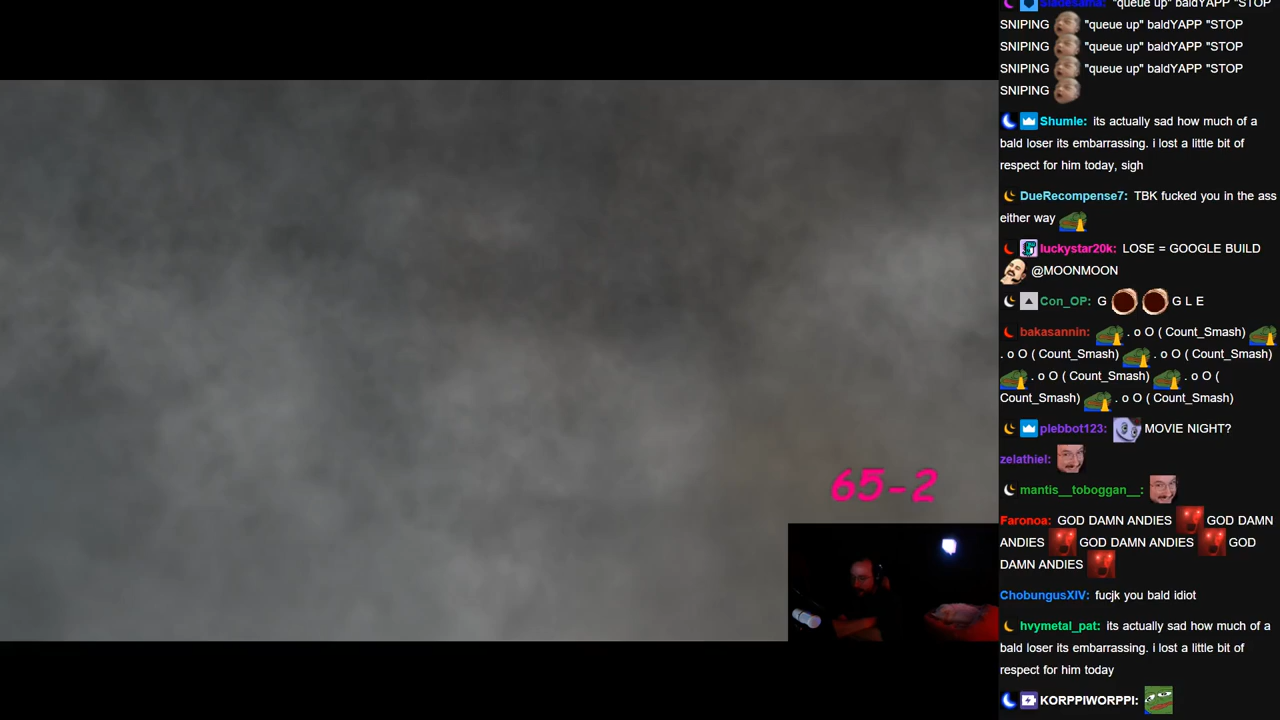 65-2
Sladesama: "queue up" baldYAPP "STOP
SNIPING "queue up" baldYAPP "STOP
SNIPING "queue up" baldYAPP "STOP
SNIPING "queue up" baldYAPP "STOP
SNIPING
Shumle: its actually sad how much of a
bald loser its embarrassing. i lost a little bit of
respect for him today, sigh
DueRecompense7: TBK fucked you in the ass
either way
luckystar20k: LOSE = GOOGLE BUILD
@MOONMOON
Con_OP: G G L E
bakasannin: . o O ( Count_Smash)
. o O ( Count_Smash) . o O ( Count_Smash)
. o O ( Count_Smash) . o O (
Count_Smash) . o O ( Count_Smash)
plebbot123: MOVIE NIGHT?
zelathiel:
mantis__toboggan__:
Faronoa: GOD DAMN ANDIES GOD DAMN
ANDIES GOD DAMN ANDIES GOD
DAMN ANDIES
ChobungusXIV: fucjk you bald idiot
hvymetal_pat: its actually sad how much of a
bald loser its embarrassing. i lost a little bit of
respect for him today
KORPPIWORPPI: